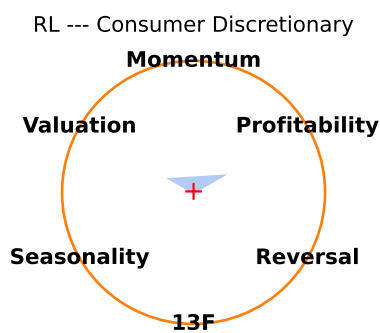 RL --- Consumer Discretionary
Momentum
Valuation
Profitability
Seasonality
Reversal
13F